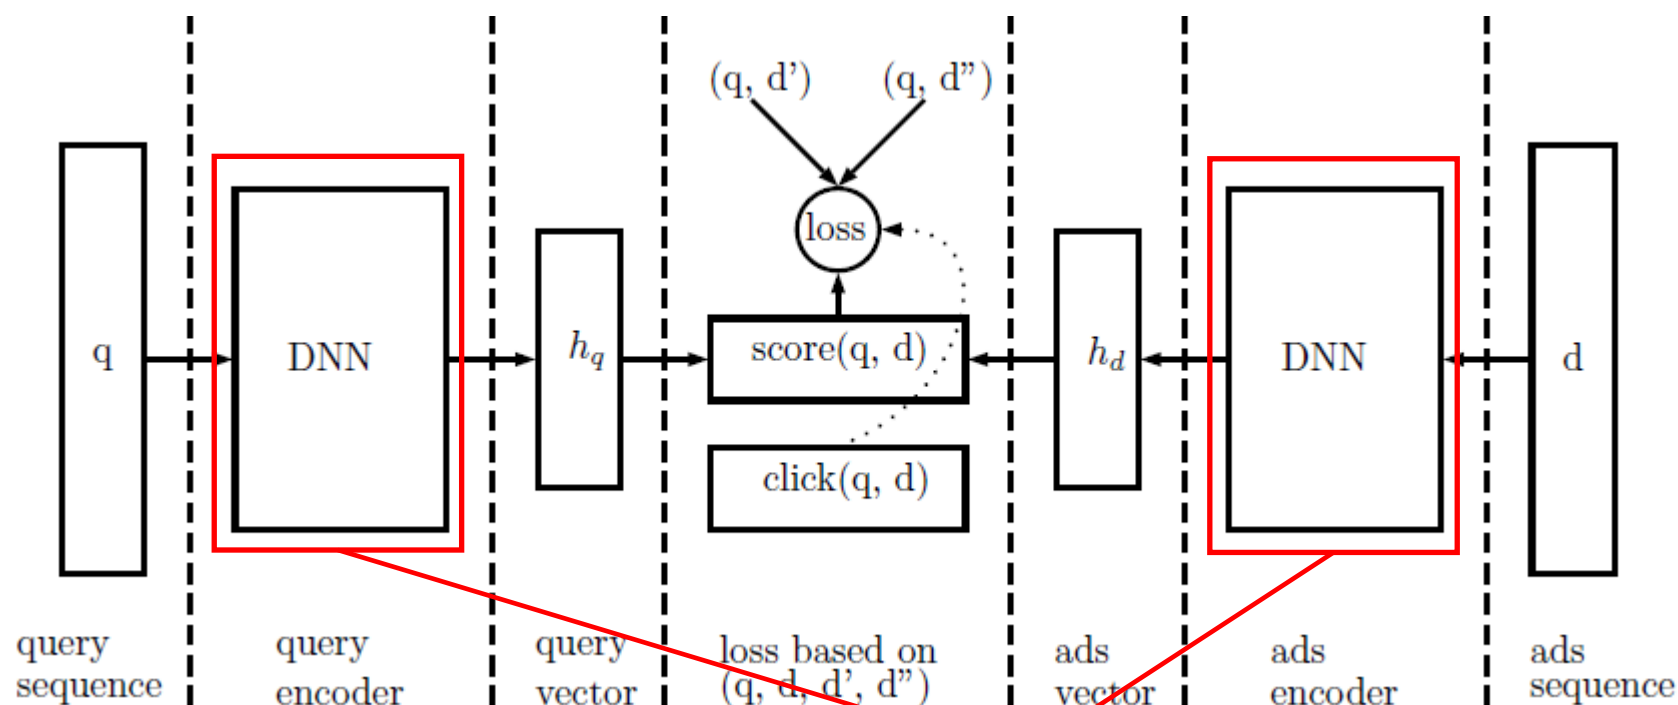 (q, d') (q, d")
loss
q DNN h_q score(q, d) h_d DNN d
click(q, d)
query query query loss based on ads ads ads
sequence encoder vector (q, d, d', d") vector encoder sequence